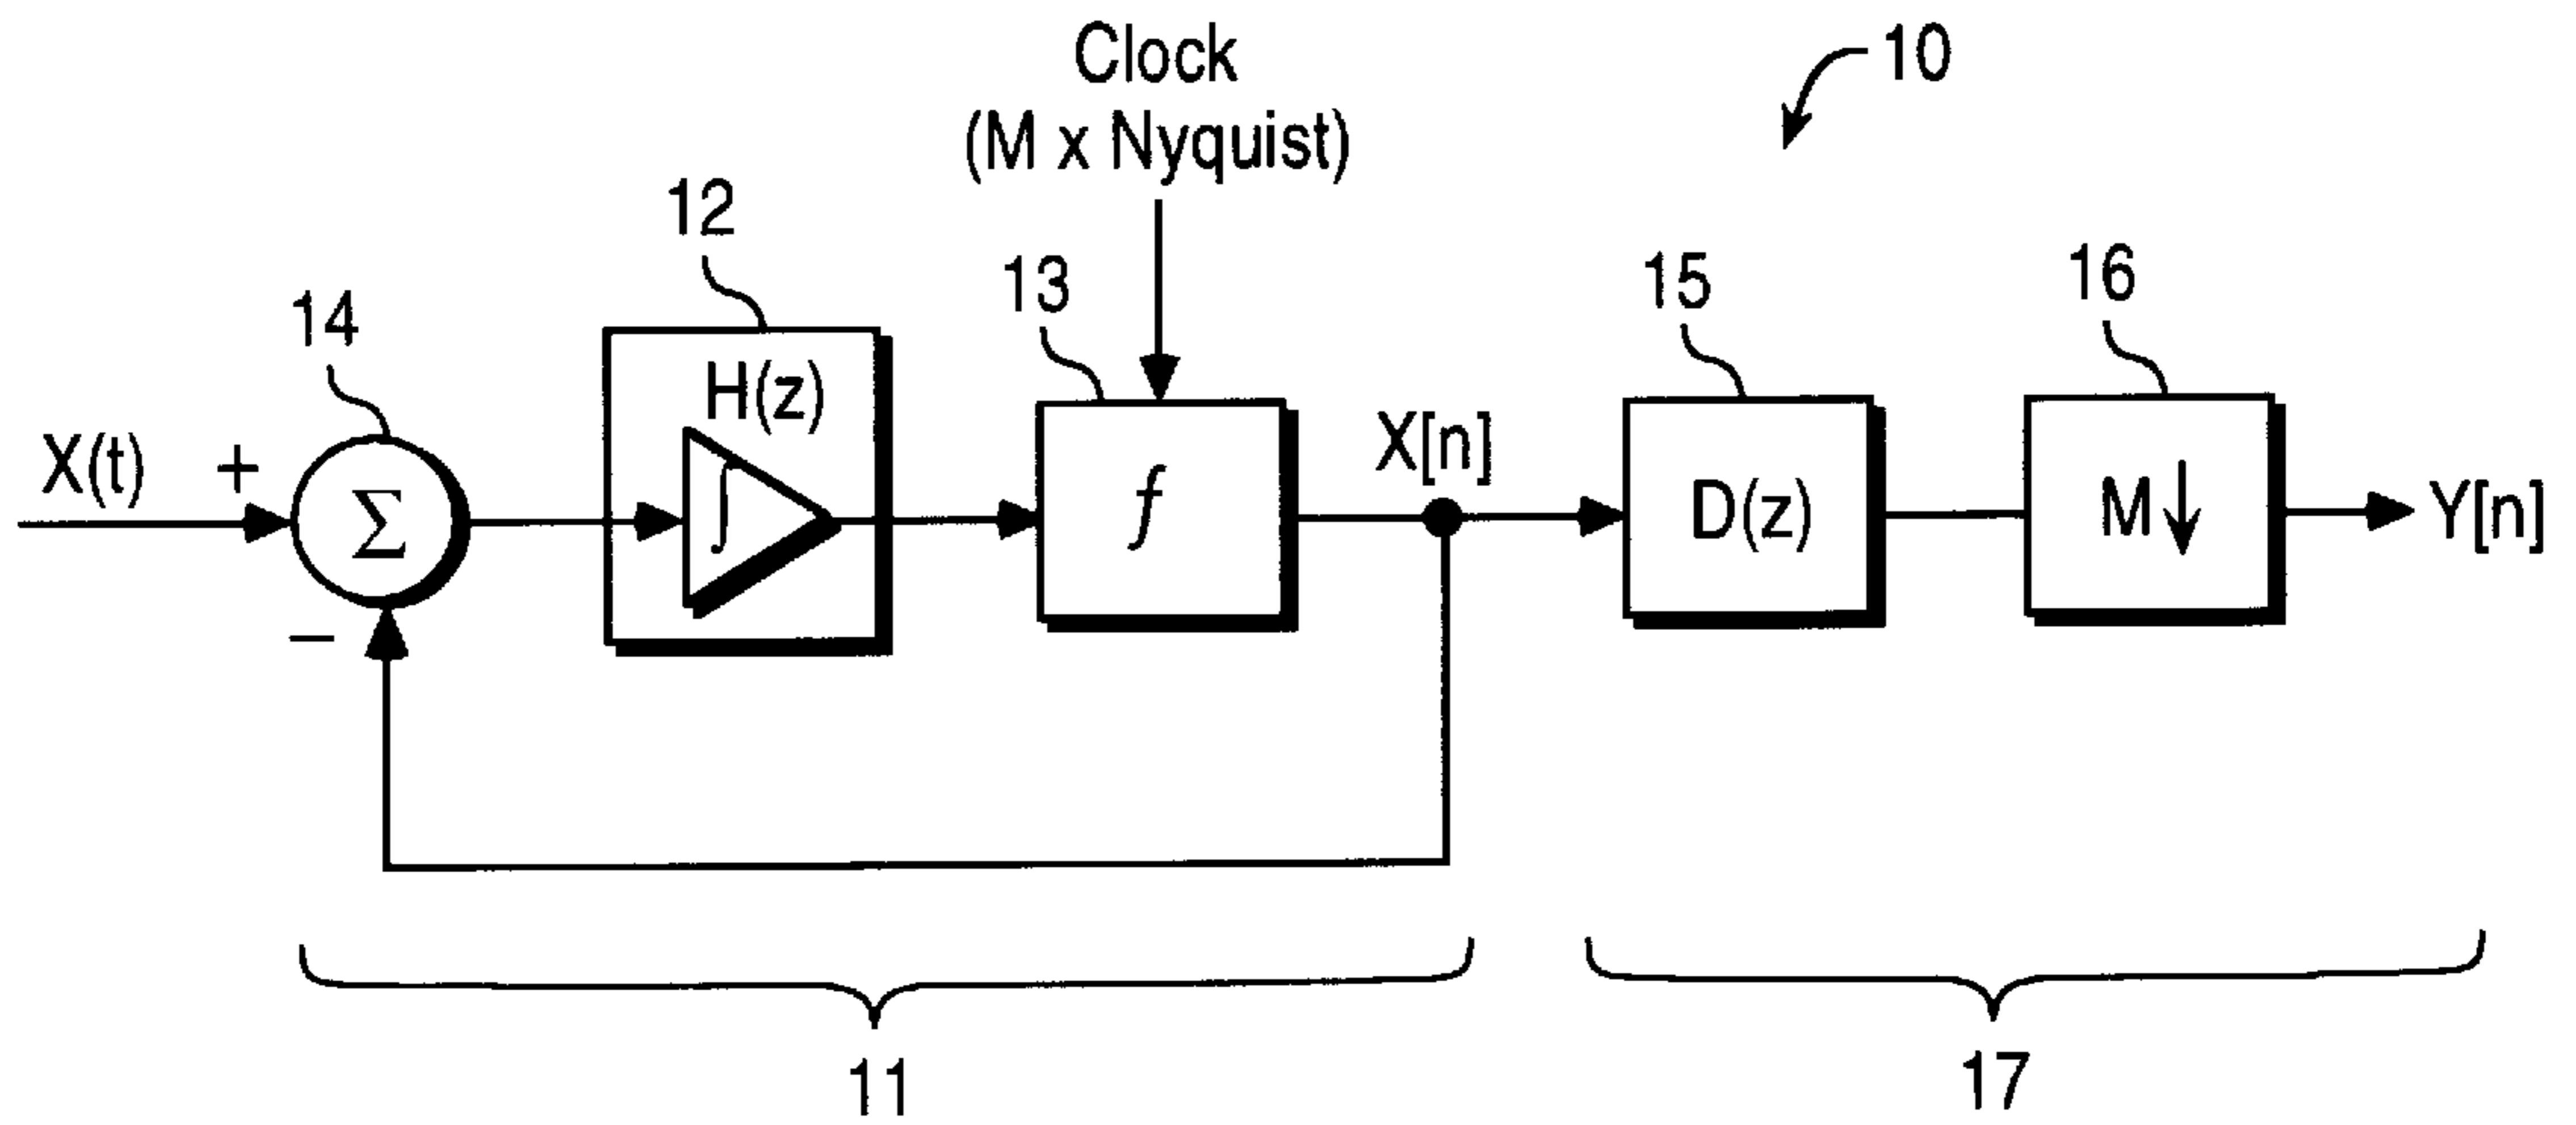 Clock
(M x Nyquist)
10
12
13
14
15
16
H(z)
X(t)
+
Σ
∫
f
X[n]
D(z)
M↓
Y[n]
−
11
17